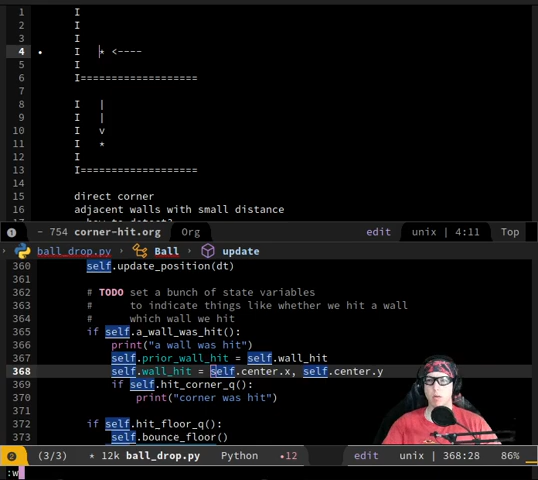 1 I
2 I
3 I
4 • I * <----
5 I
6 I===================
7
8 I |
9 I |
10 I v
11 I *
12 I
13 I===================
14
15 direct corner
16 adjacent walls with small distance
1 - 754 corner-hit.org Org edit unix | 4:11 Top
ball_drop.py › Ball › update
360 self.update_position(dt)
361
362 # TODO set a bunch of state variables
363 # to indicate things like whether we hit a wall
364 # which wall we hit
365 if self.a_wall_was_hit():
366 print("a wall was hit")
367 self.prior_wall_hit = self.wall_hit
368 self.wall_hit = self.center.x, self.center.y
369 if self.hit_corner_q():
370 print("corner was hit")
371
372 if self.hit_floor_q():
373 self.bounce_floor()
2 (3/3) * 12k ball_drop.py Python •12 edit unix | 368:28 86%
:w